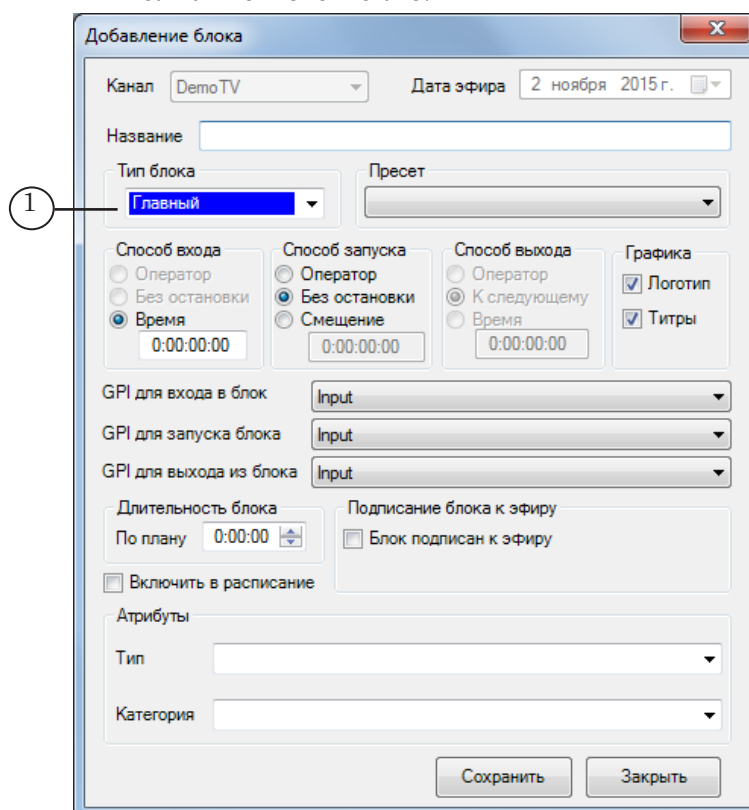 Добавление блока
Канал DemoTV Дата эфира 2 ноября 2015 г.
Название
Тип блока Пресет
1 Главный
Способ входа Способ запуска Способ выхода Графика
Оператор Оператор Оператор Логотип
Без остановки Без остановки К следующему
Время Смещение Время Титры
0:00:00:00 0:00:00:00 0:00:00:00
GPI для входа в блок Input
GPI для запуска блока Input
GPI для выхода из блока Input
Длительность блока Подписание блока к эфиру
По плану 0:00:00 Блок подписан к эфиру
Включить в расписание
Атрибуты
Тип
Категория
Сохранить Закрыть